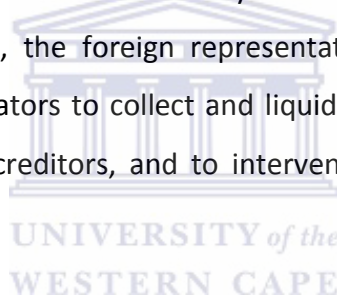 , the foreign representat
ators to collect and liquid
creditors, and to interven
UNIVERSITY of the
WESTERN CAPE